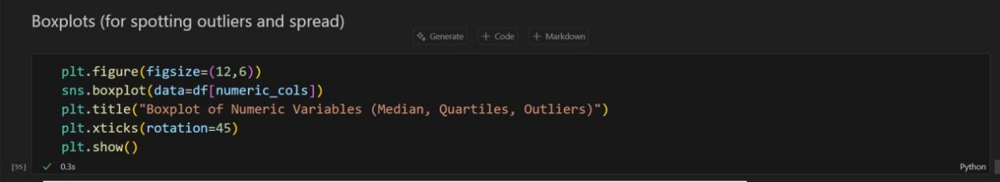 Boxplots (for spotting outliers and spread)
Generate + Code + Markdown
plt.figure(figsize=(12,6))
sns.boxplot(data=df[numeric_cols])
plt.title("Boxplot of Numeric Variables (Median, Quartiles, Outliers)")
plt.xticks(rotation=45)
plt.show()
[55] ✓ 0.3s Python